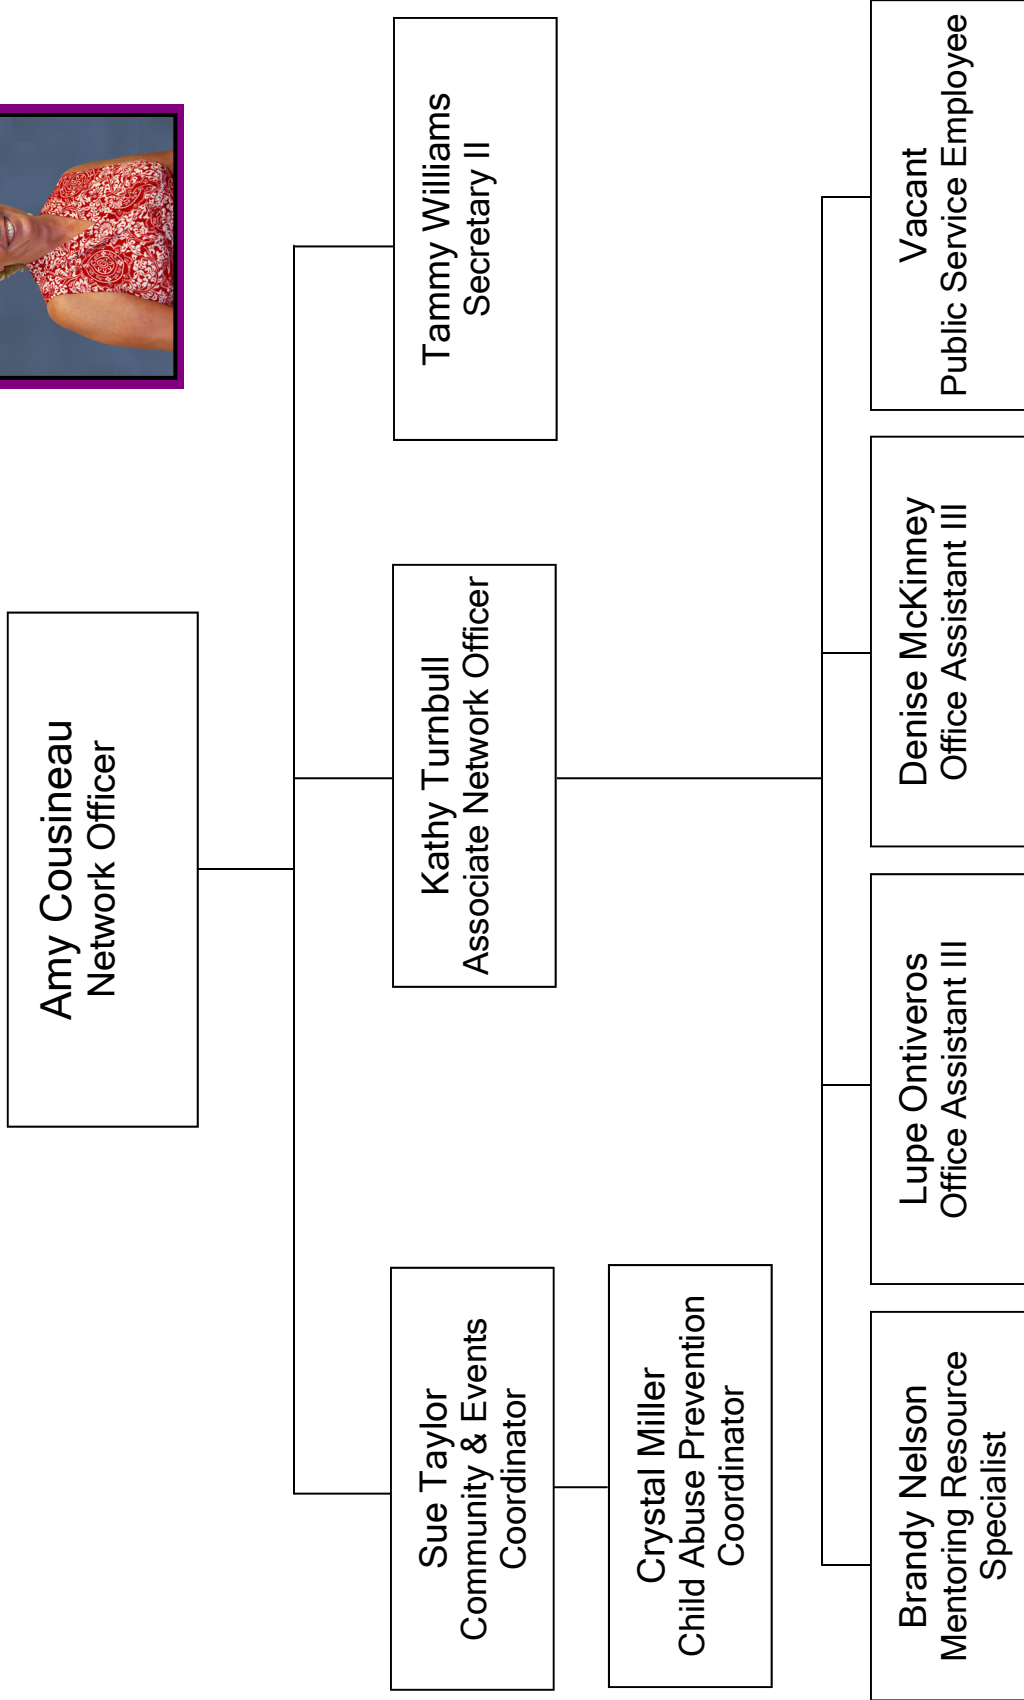 Amy Cousineau
Network Officer
Sue Taylor
Community & Events
Coordinator
Kathy Turnbull
Associate Network Officer
Tammy Williams
Secretary II
Crystal Miller
Child Abuse Prevention
Coordinator
Brandy Nelson
Mentoring Resource
Specialist
Lupe Ontiveros
Office Assistant III
Denise McKinney
Office Assistant III
Vacant
Public Service Employee